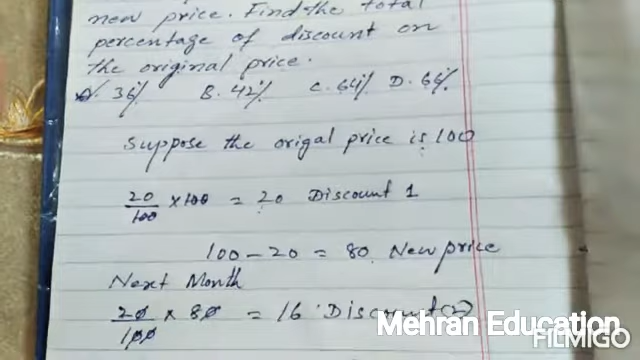 new price. Find the total
percentage of discount on
the original price.
A. 36% B. 42% C. 64% D. 66%
Suppose the origal price is 100
20/100 × 100 = 20 Discount 1
100 - 20 = 80 New price
Next Month
20/100 × 80 = 16 Discount (2)
Mehran Education
FILMIGO